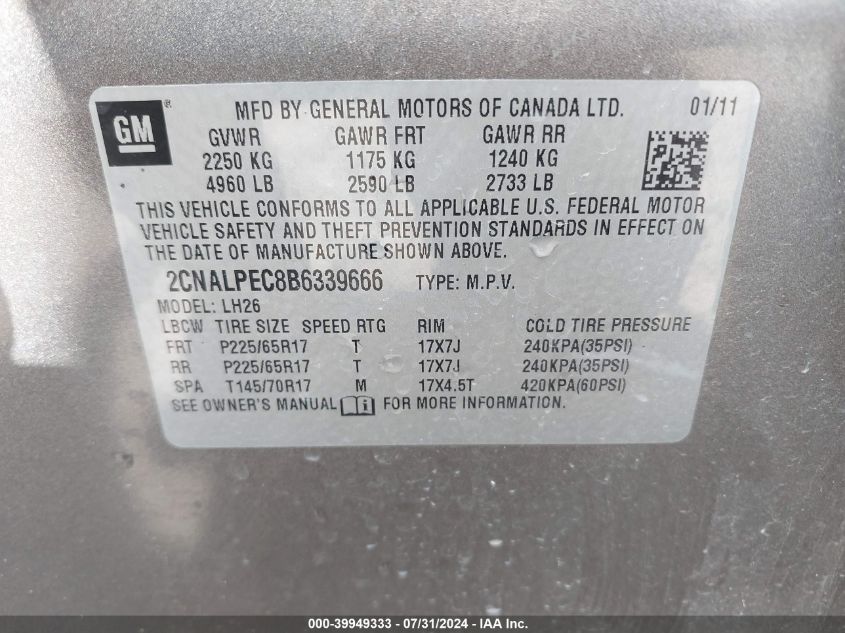 GM® MFD BY GENERAL MOTORS OF CANADA LTD. 01/11
GVWR GAWR FRT GAWR RR
2250 KG 1175 KG 1240 KG
4960 LB 2590 LB 2733 LB
THIS VEHICLE CONFORMS TO ALL APPLICABLE U.S. FEDERAL MOTOR
VEHICLE SAFETY AND THEFT PREVENTION STANDARDS IN EFFECT ON
THE DATE OF MANUFACTURE SHOWN ABOVE.
2CNALPEC8B6339666 TYPE: M.P.V.
MODEL: LH26
LBCW TIRE SIZE SPEED RTG RIM COLD TIRE PRESSURE
FRT P225/65R17 T 17X7J 240KPA(35PSI)
RR P225/65R17 T 17X7J 240KPA(35PSI)
SPA T145/70R17 M 17X4.5T 420KPA(60PSI)
SEE OWNER'S MANUAL i FOR MORE INFORMATION.
000-39949333 - 07/31/2024 - IAA Inc.